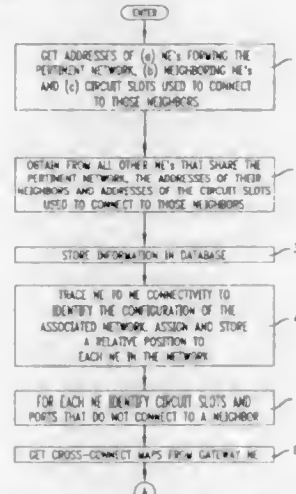 ENTER
GET ADDRESSES OF (a) NE's FORMING THE
PERTINENT NETWORK, (b) NEIGHBORING NE's
AND (c) CIRCUIT SLOTS USED TO CONNECT
TO THOSE NEIGHBORS
OBTAIN FROM ALL OTHER NE's THAT SHARE THE
PERTINENT NETWORK, THE ADDRESSES OF THEIR
NEIGHBORS AND ADDRESSES OF THE CIRCUIT SLOTS
USED TO CONNECT TO THOSE NEIGHBORS
STORE INFORMATION IN DATABASE
TRACE NE TO NE CONNECTIVITY TO
IDENTIFY THE CONFIGURATION OF THE
ASSOCIATED NETWORK. ASSIGN AND STORE
A RELATIVE POSITION TO
EACH NE IN THE NETWORK
FOR EACH NE IDENTIFY CIRCUIT SLOTS AND
PORTS THAT DO NOT CONNECT TO A NEIGHBOR
GET CROSS-CONNECT MAPS FROM GATEWAY NE
A